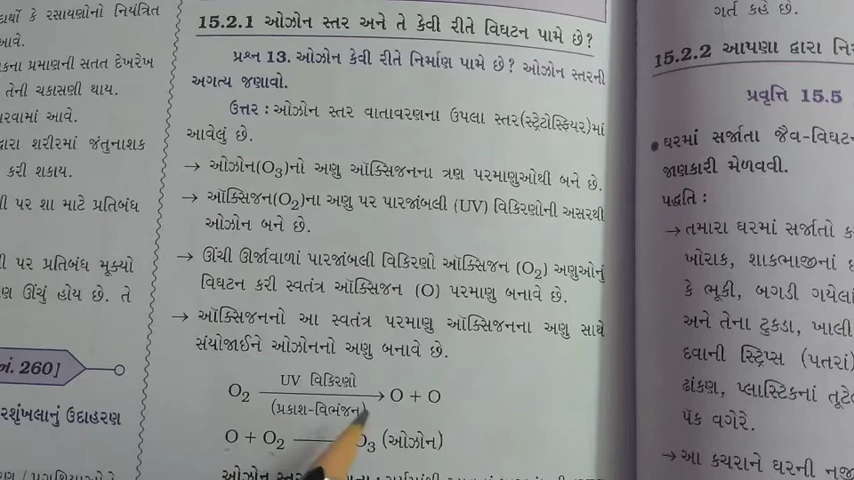 દાર્થો કે રસાયણોનો નિયંત્રિત
આવે.
કના પ્રમાણની સતત દેખરેખ
તેની ચકાસણી થાય.
રવામાં આવે.
દ્વારા શરીરમાં જંતુનાશક
કરી શકાય.
ની પર શા માટે પ્રતિબંધ
ની પર પ્રતિબંધ મૂક્યો
ણ ઊંચું હોય છે. તે
નં. 260]
રશૃંખલાનું ઉદાહરણ
15.2.1 ઓઝોન સ્તર અને તે કેવી રીતે વિઘટન પામે છે?
પ્રશ્ન 13. ઓઝોન કેવી રીતે નિર્માણ પામે છે? ઓઝોન સ્તરની
અગત્ય જણાવો.
ઉત્તર : ઓઝોન સ્તર વાતાવરણના ઉપલા સ્તર(સ્ટ્રેટોસ્ફિયર)માં
આવેલું છે.
→ ઓઝોન(O₃)નો અણુ ઑક્સિજનના ત્રણ પરમાણુઓથી બને છે.
→ ઑક્સિજન(O₂)ના અણુ પર પારજાંબલી (UV) વિકિરણોની અસરથી
ઓઝોન બને છે.
→ ઊંચી ઊર્જાવાળાં પારજાંબલી વિકિરણો ઑક્સિજન (O₂) અણુઓનું
વિઘટન કરી સ્વતંત્ર ઑક્સિજન (O) પરમાણુ બનાવે છે.
→ ઑક્સિજનનો આ સ્વતંત્ર પરમાણુ ઑક્સિજનના અણુ સાથે
સંયોજાઈને ઓઝોનનો અણુ બનાવે છે.
UV વિકિરણો
O₂ ⟶ O + O
(પ્રકાશ-વિભંજન)
O + O₂ ⟶ O₃ (ઓઝોન)
ઓઝોન સ્તર
ગર્ત કહે છે.
15.2.2 આપણા દ્વારા નિ
પ્રવૃત્તિ 15.5
● ઘરમાં સર્જાતા જૈવ-વિઘટન
જાણકારી મેળવવી.
પદ્ધતિ :
→ તમારા ઘરમાં સર્જાતો ક
ખોરાક, શાકભાજીનાં
કે ભૂકી, બગડી ગયેલાં
અને તેના ટુકડા, ખાલી
દવાની સ્ટ્રિપ્સ (પતરાં)
ઢાંકણ, પ્લાસ્ટિકનાં તૂટે
પૅક વગેરે.
→ આ કચરાને ઘરની નજી